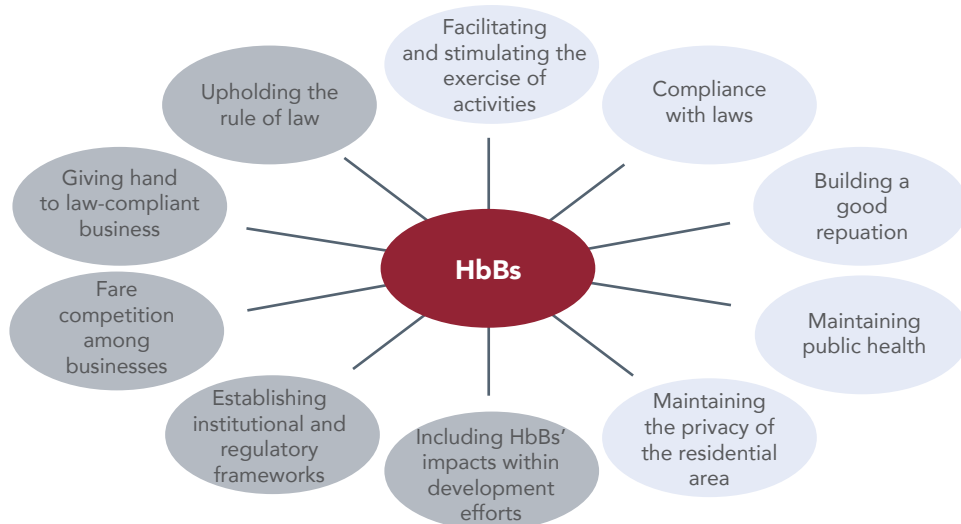 Facilitating
and stimulating the
exercise of
activities
Compliance
with laws
Building a
good
repuation
Maintaining
public health
Maintaining
the privacy of
the residential
area
Including HbBs'
impacts within
development
efforts
Establishing
institutional and
regulatory
frameworks
Fare
competition
among
businesses
Giving hand
to law-compliant
business
Upholding the
rule of law
HbBs